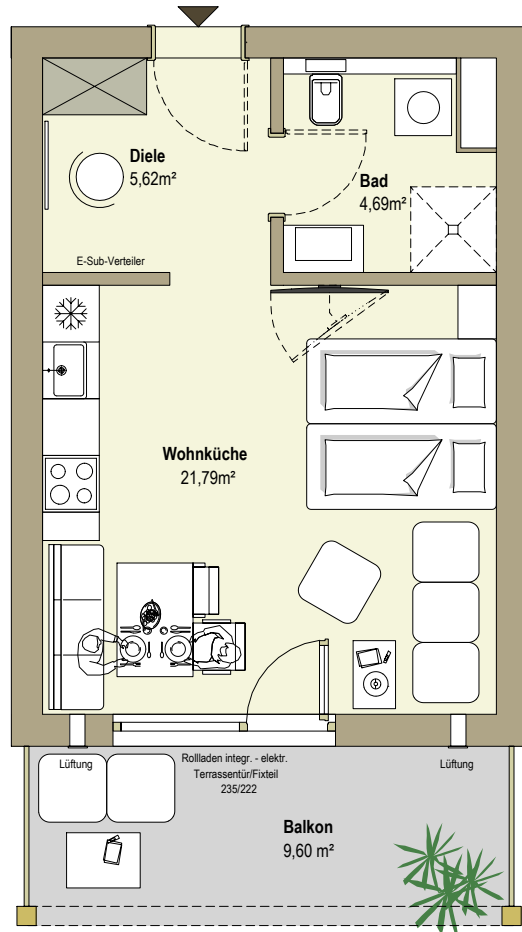 Diele
5,62m²
Bad
4,69m²
E-Sub-Verteiler
Wohnküche
21,79m²
Lüftung
Rollladen integr. - elektr.
Terrassentür/Fixteil
235/222
Lüftung
Balkon
9,60 m²